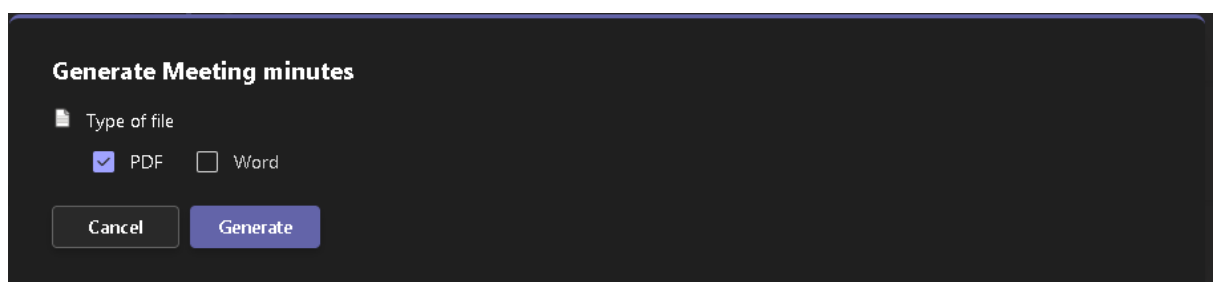 Generate Meeting minutes
Type of file
PDF Word
Cancel Generate